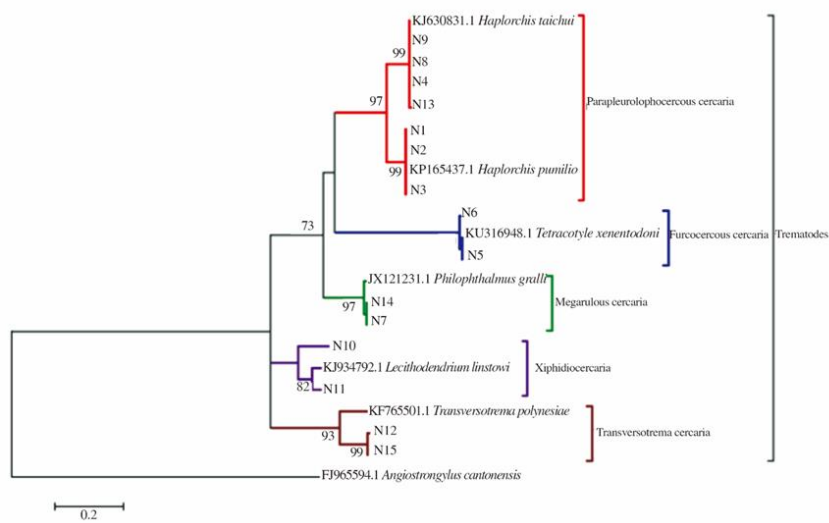 KJ630831.1 Haplorchis taichui
N9
99
N8
N4
97
N13
Parapleurolophocercous cercaria
N1
N2
99
KP165437.1 Haplorchis pumilio
N3
N6
73
KU316948.1 Tetracotyle xenentodoni
Furcocercous cercaria
Trematodes
N5
JX121231.1 Philophthalmus gralli
97
N14
Megarulous cercaria
N7
N10
KJ934792.1 Lecithodendrium linstowi
Xiphidiocercaria
82
N11
KF765501.1 Transversotrema polynesiae
93
N12
Transversotrema cercaria
99
N15
FJ965594.1 Angiostrongylus cantonensis
0.2